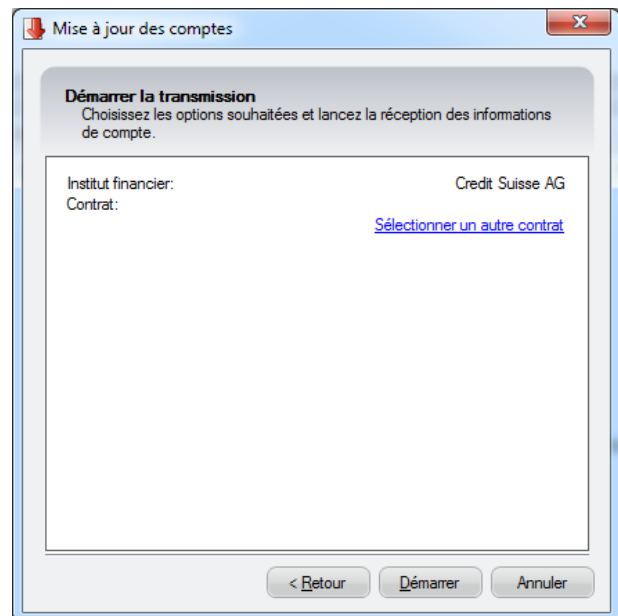 Mise à jour des comptes
Démarrer la transmission
Choisissez les options souhaitées et lancez la réception des informations
de compte.
Institut financier: Credit Suisse AG
Contrat:
Sélectionner un autre contrat
< Retour Démarrer Annuler